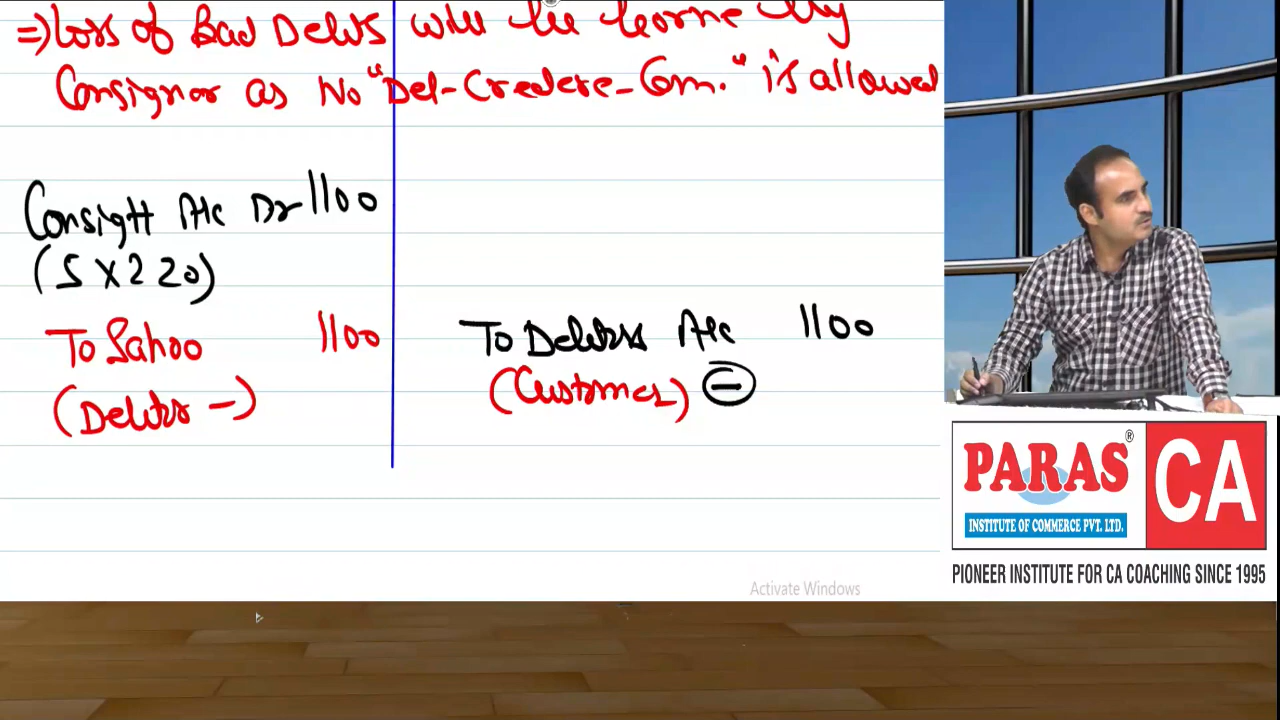 ⇒ Loss of Bad Debts will be borne by
Consignor as No "Del-Credere-Com." is allowed
Consigtt A/c Dr 1100
(5 X 220)
To Sahoo 1100
(Debtor -)
To Debtors A/c 1100
(Customer) -
PARAS®
INSTITUTE OF COMMERCE PVT. LTD.
CA
PIONEER INSTITUTE FOR CA COACHING SINCE 1995
Activate Windows